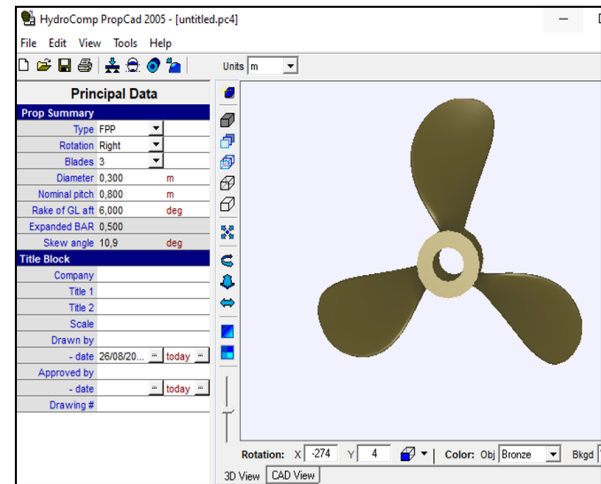 HydroComp PropCad 2005 - [untitled.pc4]
File Edit View Tools Help
Units m
Principal Data
Prop Summary
Type FPP
Rotation Right
Blades 3
Diameter 0,300 m
Nominal pitch 0,800 m
Rake of GL aft 6,000 deg
Expanded BAR 0,500
Skew angle 10,9 deg
Title Block
Company
Title 1
Title 2
Scale
Drawn by
- date 26/08/20... ... today ...
Approved by
- date ... today ...
Drawing #
Rotation: X -274 Y 4 Color: Obj Bronze Bkgd
3D View CAD View